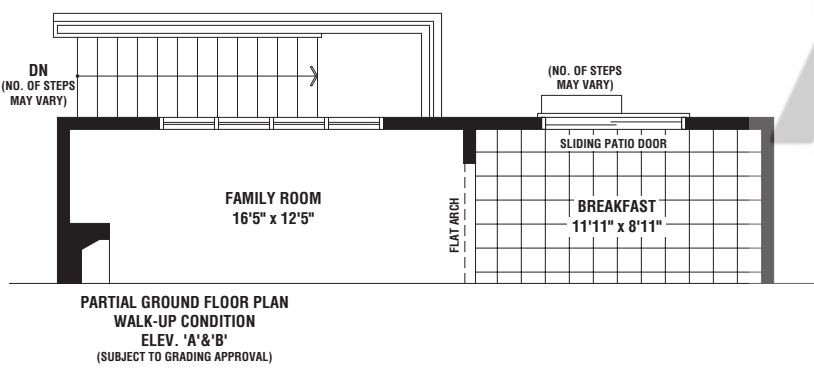 DN
(NO. OF STEPS
MAY VARY)
(NO. OF STEPS
MAY VARY)
SLIDING PATIO DOOR
FAMILY ROOM
16'5" x 12'5"
FLAT ARCH
BREAKFAST
11'11" x 8'11"
PARTIAL GROUND FLOOR PLAN
WALK-UP CONDITION
ELEV. 'A'&'B'
(SUBJECT TO GRADING APPROVAL)